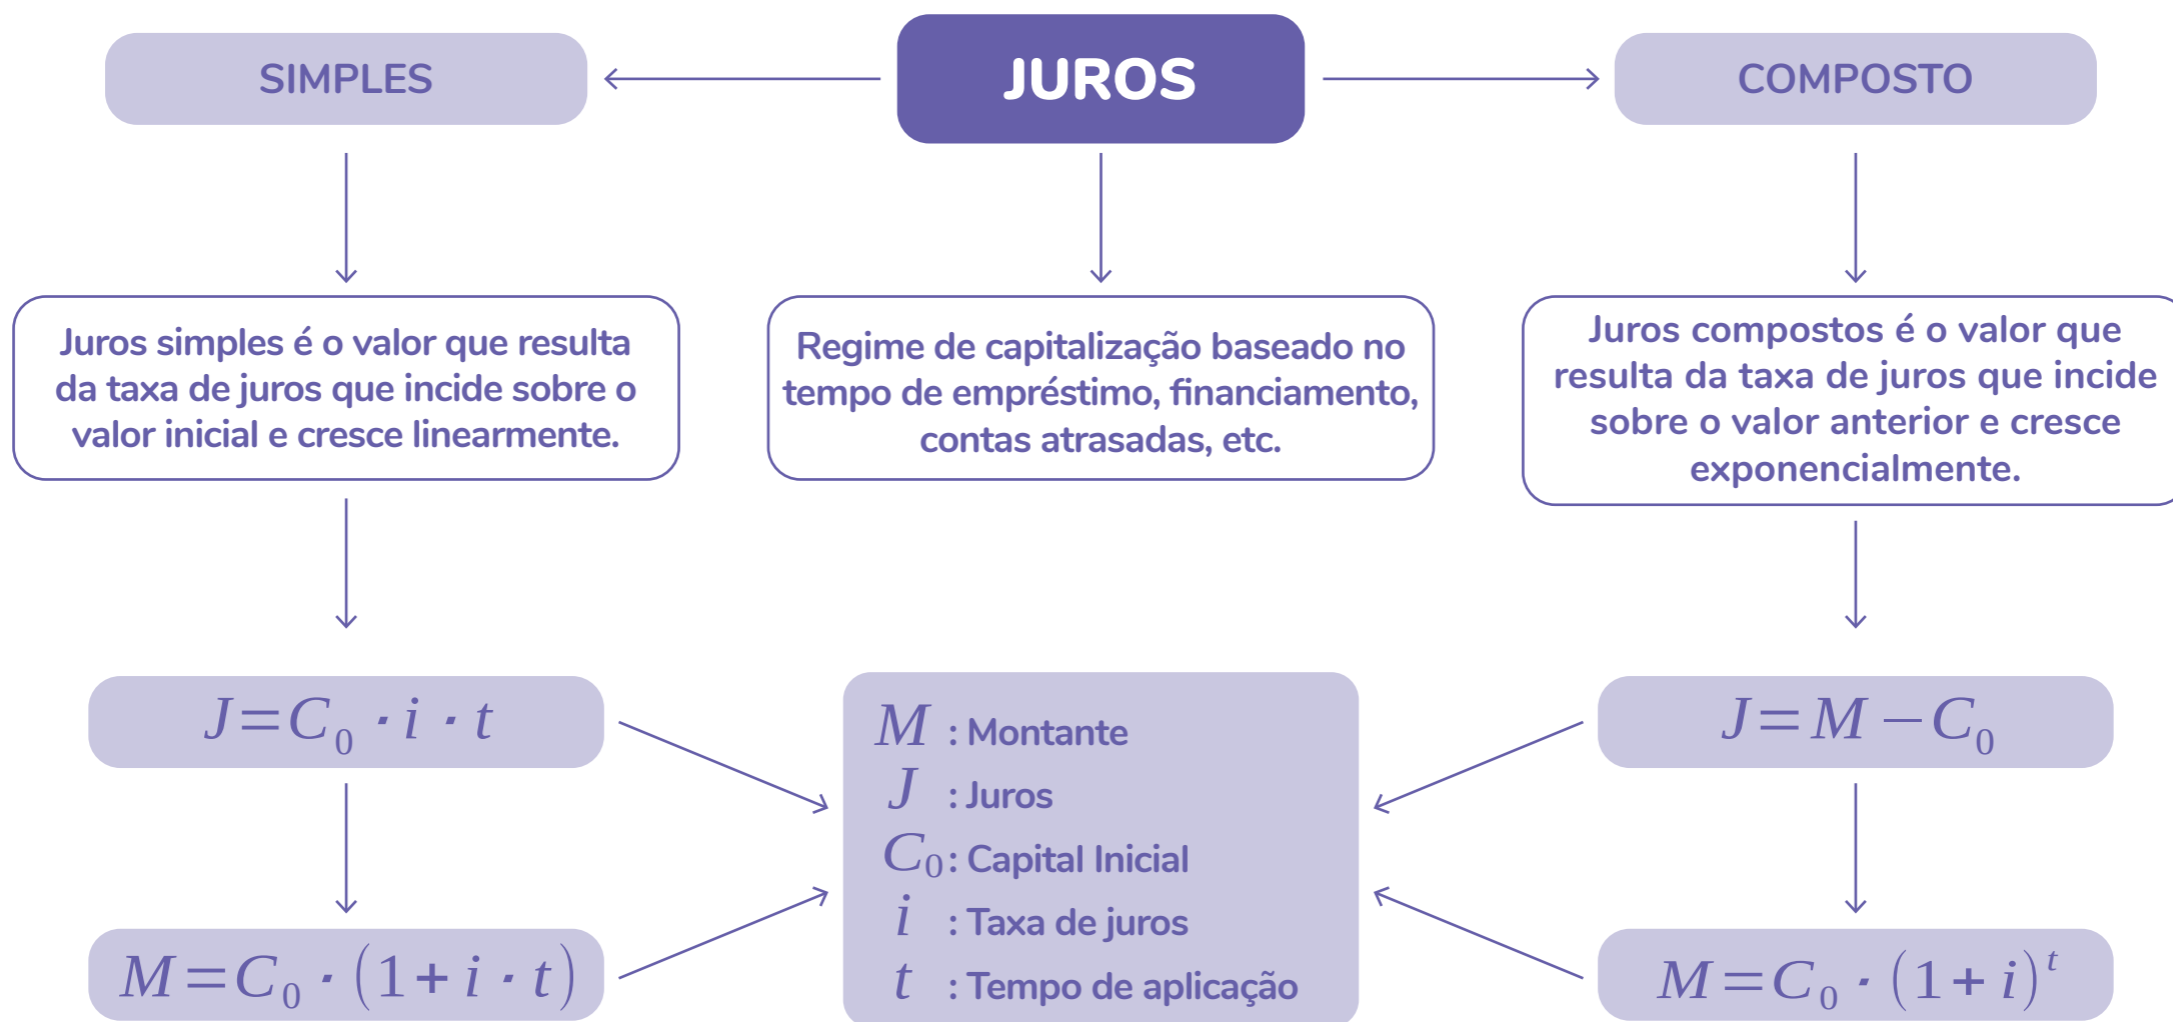 SIMPLES
JUROS
COMPOSTO
Juros simples é o valor que resulta
da taxa de juros que incide sobre o
valor inicial e cresce linearmente.
Regime de capitalização baseado no
tempo de empréstimo, financiamento,
contas atrasadas, etc.
Juros compostos é o valor que
resulta da taxa de juros que incide
sobre o valor anterior e cresce
exponencialmente.
J=C₀ · i · t
M=C₀ · (1+i · t)
M : Montante
J : Juros
C₀: Capital Inicial
i : Taxa de juros
t : Tempo de aplicação
J=M−C₀
M=C₀ · (1+i)ᵗ